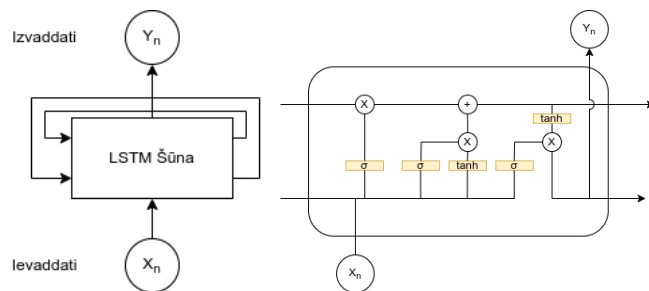 Izvaddati
Yₙ
LSTM Šūna
Ievaddati
Xₙ
Yₙ
X
+
tanh
X
X
σ
σ
tanh
σ
Xₙ